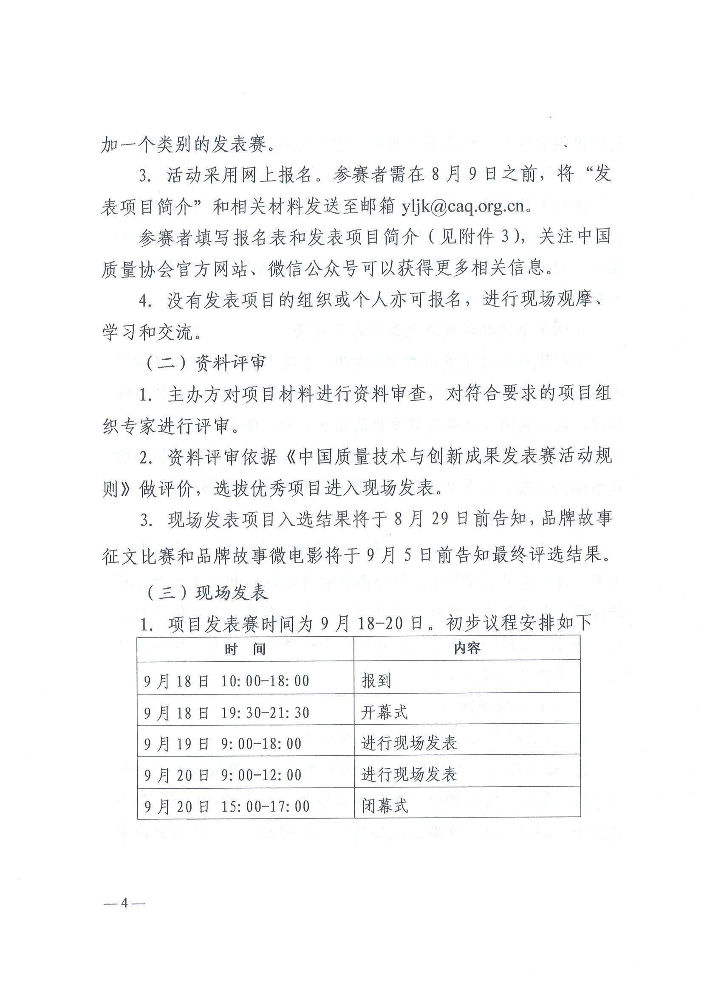 加一个类别的发表赛。
3. 活动采用网上报名。参赛者需在 8 月 9 日之前，将“发
表项目简介”和相关材料发送至邮箱 yljk@caq.org.cn。
参赛者填写报名表和发表项目简介（见附件 3），关注中国
质量协会官方网站、微信公众号可以获得更多相关信息。
4. 没有发表项目的组织或个人亦可报名，进行现场观摩、
学习和交流。
（二）资料评审
1. 主办方对项目材料进行资料审查，对符合要求的项目组
织专家进行评审。
2. 资料评审依据《中国质量技术与创新成果发表赛活动规
则》做评价，选拔优秀项目进入现场发表。
3. 现场发表项目入选结果将于 8 月 29 日前告知，品牌故事
征文比赛和品牌故事微电影将于 9 月 5 日前告知最终评选结果。
（三）现场发表
1. 项目发表赛时间为 9 月 18-20 日。初步议程安排如下
时 间 内容
9 月 18 日 10:00-18:00 报到
9 月 18 日 19:30-21:30 开幕式
9 月 19 日 9:00-18:00 进行现场发表
9 月 20 日 9:00-12:00 进行现场发表
9 月 20 日 15:00-17:00 闭幕式
— 4 —